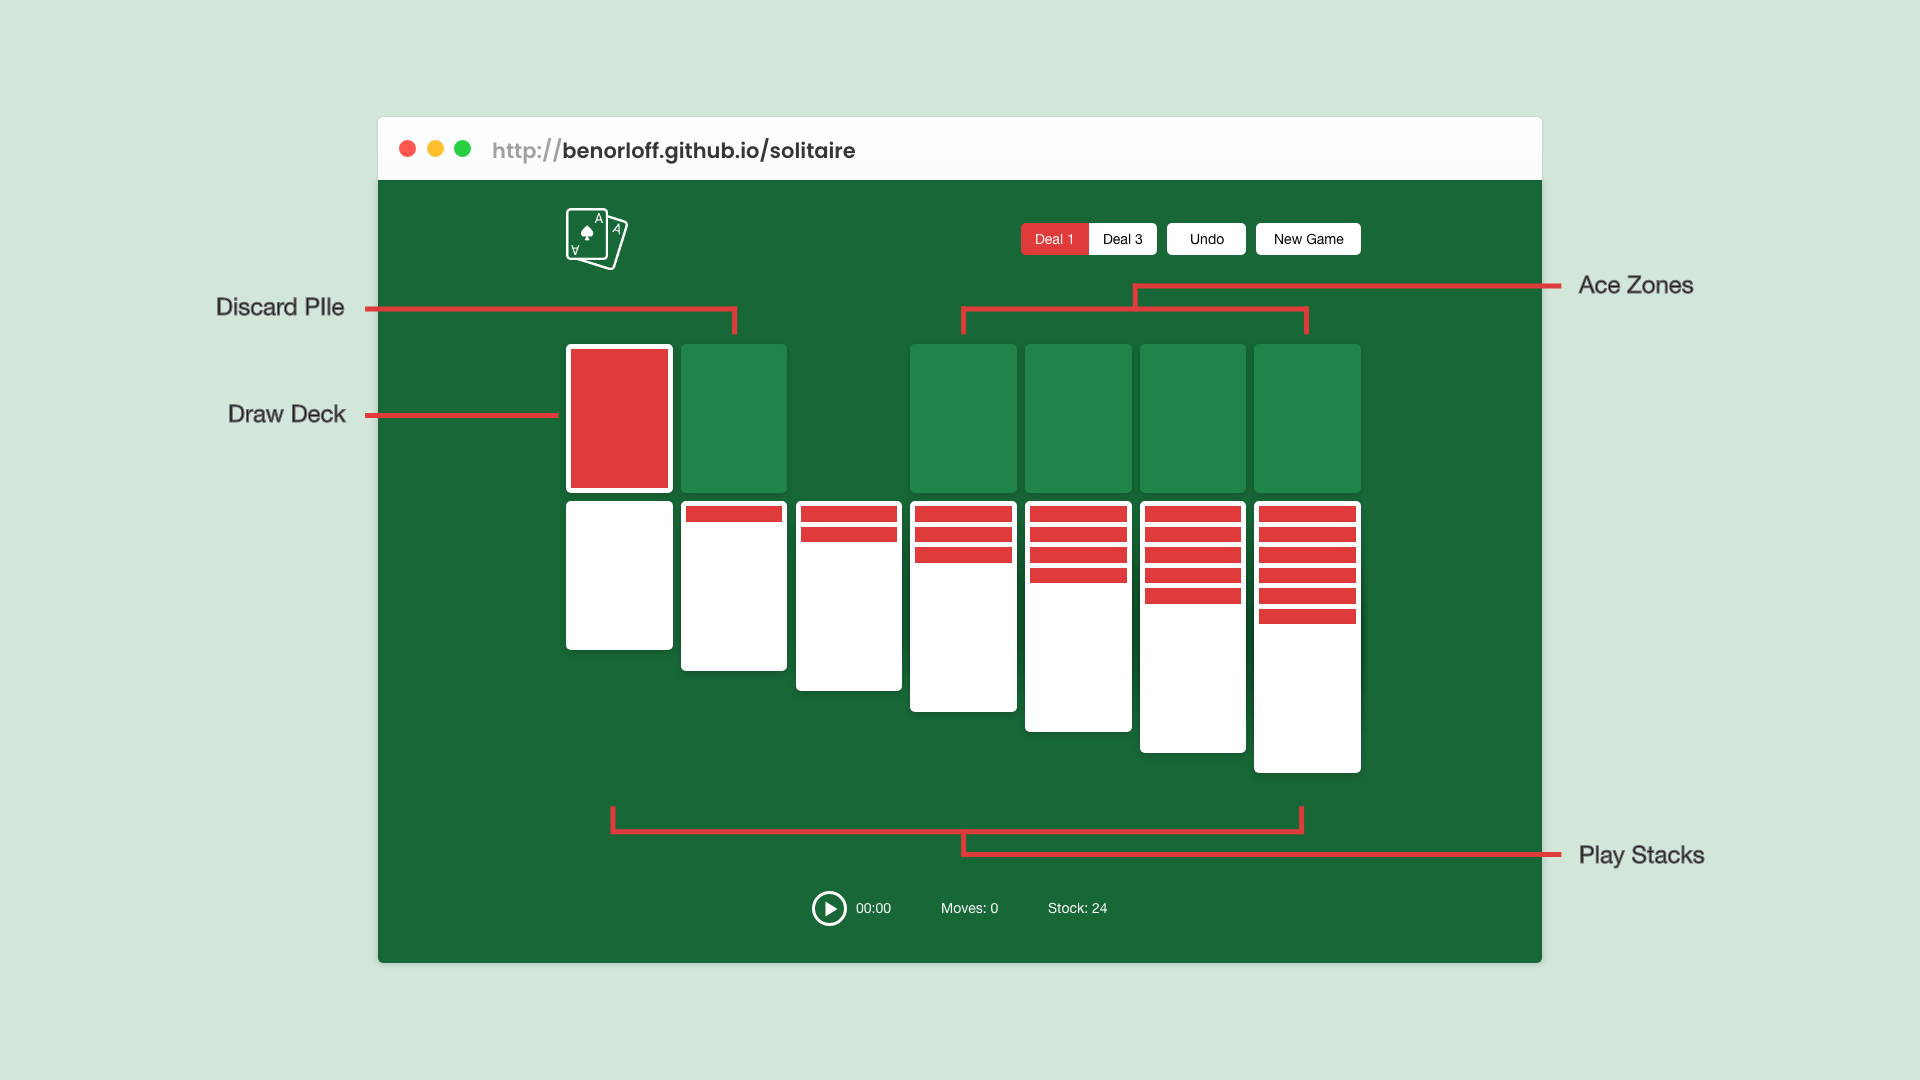 http://benorloff.github.io/solitaire
A
A
A
Deal 1
Deal 3
Undo
New Game
Ace Zones
Discard PIle
Draw Deck
Play Stacks
00:00
Moves: 0
Stock: 24